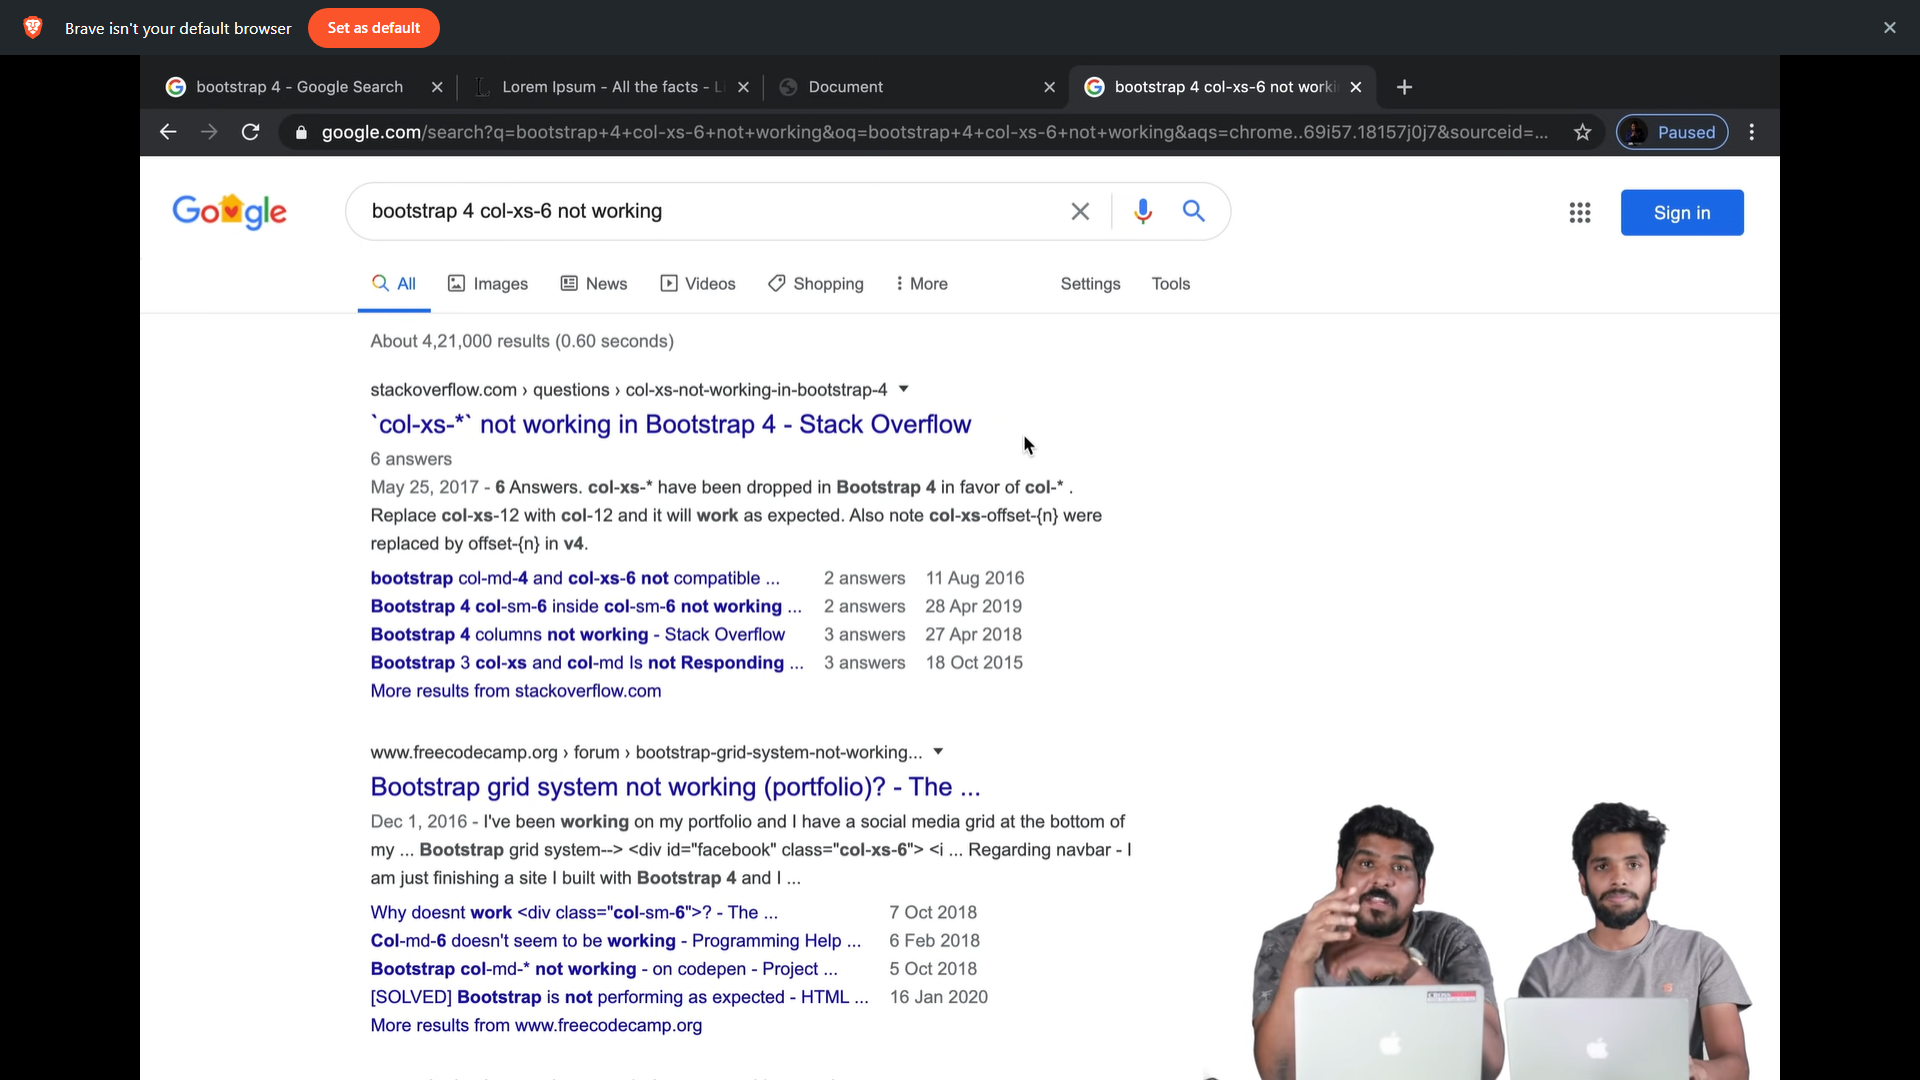 Brave isn't your default browser Set as default
bootstrap 4 - Google Search Lorem Ipsum - All the facts - Document bootstrap 4 col-xs-6 not worki
google.com/search?q=bootstrap+4+col-xs-6+not+working&oq=bootstrap+4+col-xs-6+not+working&aqs=chrome..69i57.18157j0j7&sourceid=... Paused
Google bootstrap 4 col-xs-6 not working Sign in
All Images News Videos Shopping More Settings Tools
About 4,21,000 results (0.60 seconds)
stackoverflow.com › questions › col-xs-not-working-in-bootstrap-4
`col-xs-*` not working in Bootstrap 4 - Stack Overflow
6 answers
May 25, 2017 - 6 Answers. col-xs-* have been dropped in Bootstrap 4 in favor of col-* .
Replace col-xs-12 with col-12 and it will work as expected. Also note col-xs-offset-{n} were
replaced by offset-{n} in v4.
bootstrap col-md-4 and col-xs-6 not compatible ... 2 answers 11 Aug 2016
Bootstrap 4 col-sm-6 inside col-sm-6 not working ... 2 answers 28 Apr 2019
Bootstrap 4 columns not working - Stack Overflow 3 answers 27 Apr 2018
Bootstrap 3 col-xs and col-md Is not Responding ... 3 answers 18 Oct 2015
More results from stackoverflow.com
www.freecodecamp.org › forum › bootstrap-grid-system-not-working...
Bootstrap grid system not working (portfolio)? - The ...
Dec 1, 2016 - I've been working on my portfolio and I have a social media grid at the bottom of
my ... Bootstrap grid system--> <div id="facebook" class="col-xs-6"> <i ... Regarding navbar - I
am just finishing a site I built with Bootstrap 4 and I ...
Why doesnt work <div class="col-sm-6">? - The ... 7 Oct 2018
Col-md-6 doesn't seem to be working - Programming Help ... 6 Feb 2018
Bootstrap col-md-* not working - on codepen - Project ... 5 Oct 2018
[SOLVED] Bootstrap is not performing as expected - HTML ... 16 Jan 2020
More results from www.freecodecamp.org